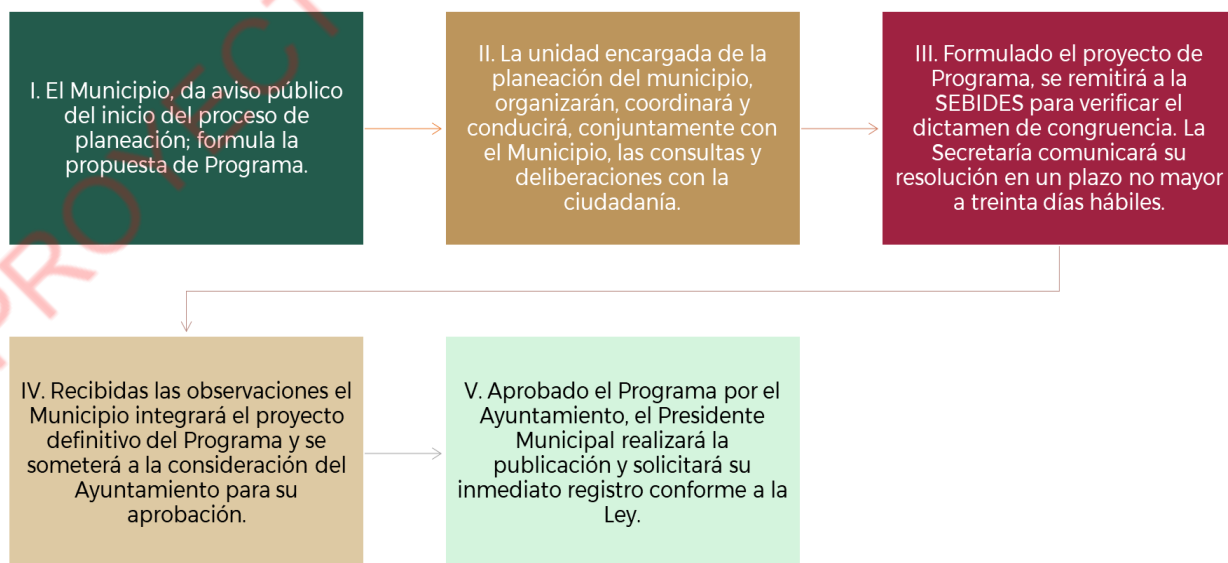 I. El Municipio, da aviso público
del inicio del proceso de
planeación; formula la
propuesta de Programa.
II. La unidad encargada de la
planeación del municipio,
organizarán, coordinará y
conducirá, conjuntamente con
el Municipio, las consultas y
deliberaciones con la
ciudadanía.
III. Formulado el proyecto de
Programa, se remitirá a la
SEBIDES para verificar el
dictamen de congruencia. La
Secretaría comunicará su
resolución en un plazo no mayor
a treinta días hábiles.
IV. Recibidas las observaciones el
Municipio integrará el proyecto
definitivo del Programa y se
someterá a la consideración del
Ayuntamiento para su
aprobación.
V. Aprobado el Programa por el
Ayuntamiento, el Presidente
Municipal realizará la
publicación y solicitará su
inmediato registro conforme a la
Ley.
PROYECT